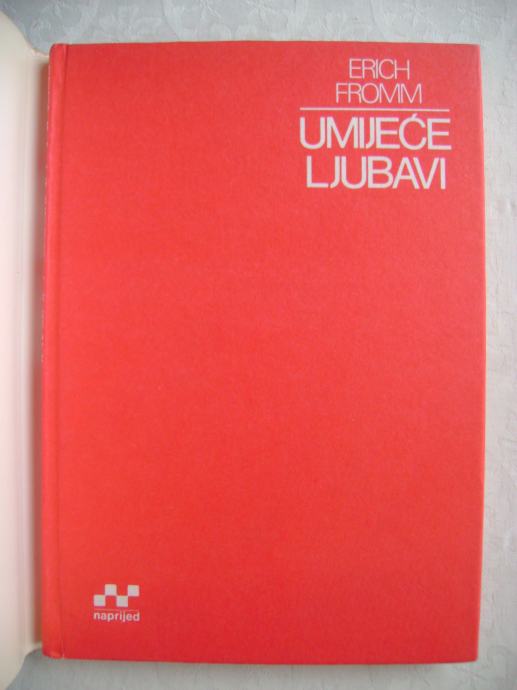 ERICH
FROMM
UMIJEĆE
LJUBAVI
naprijed